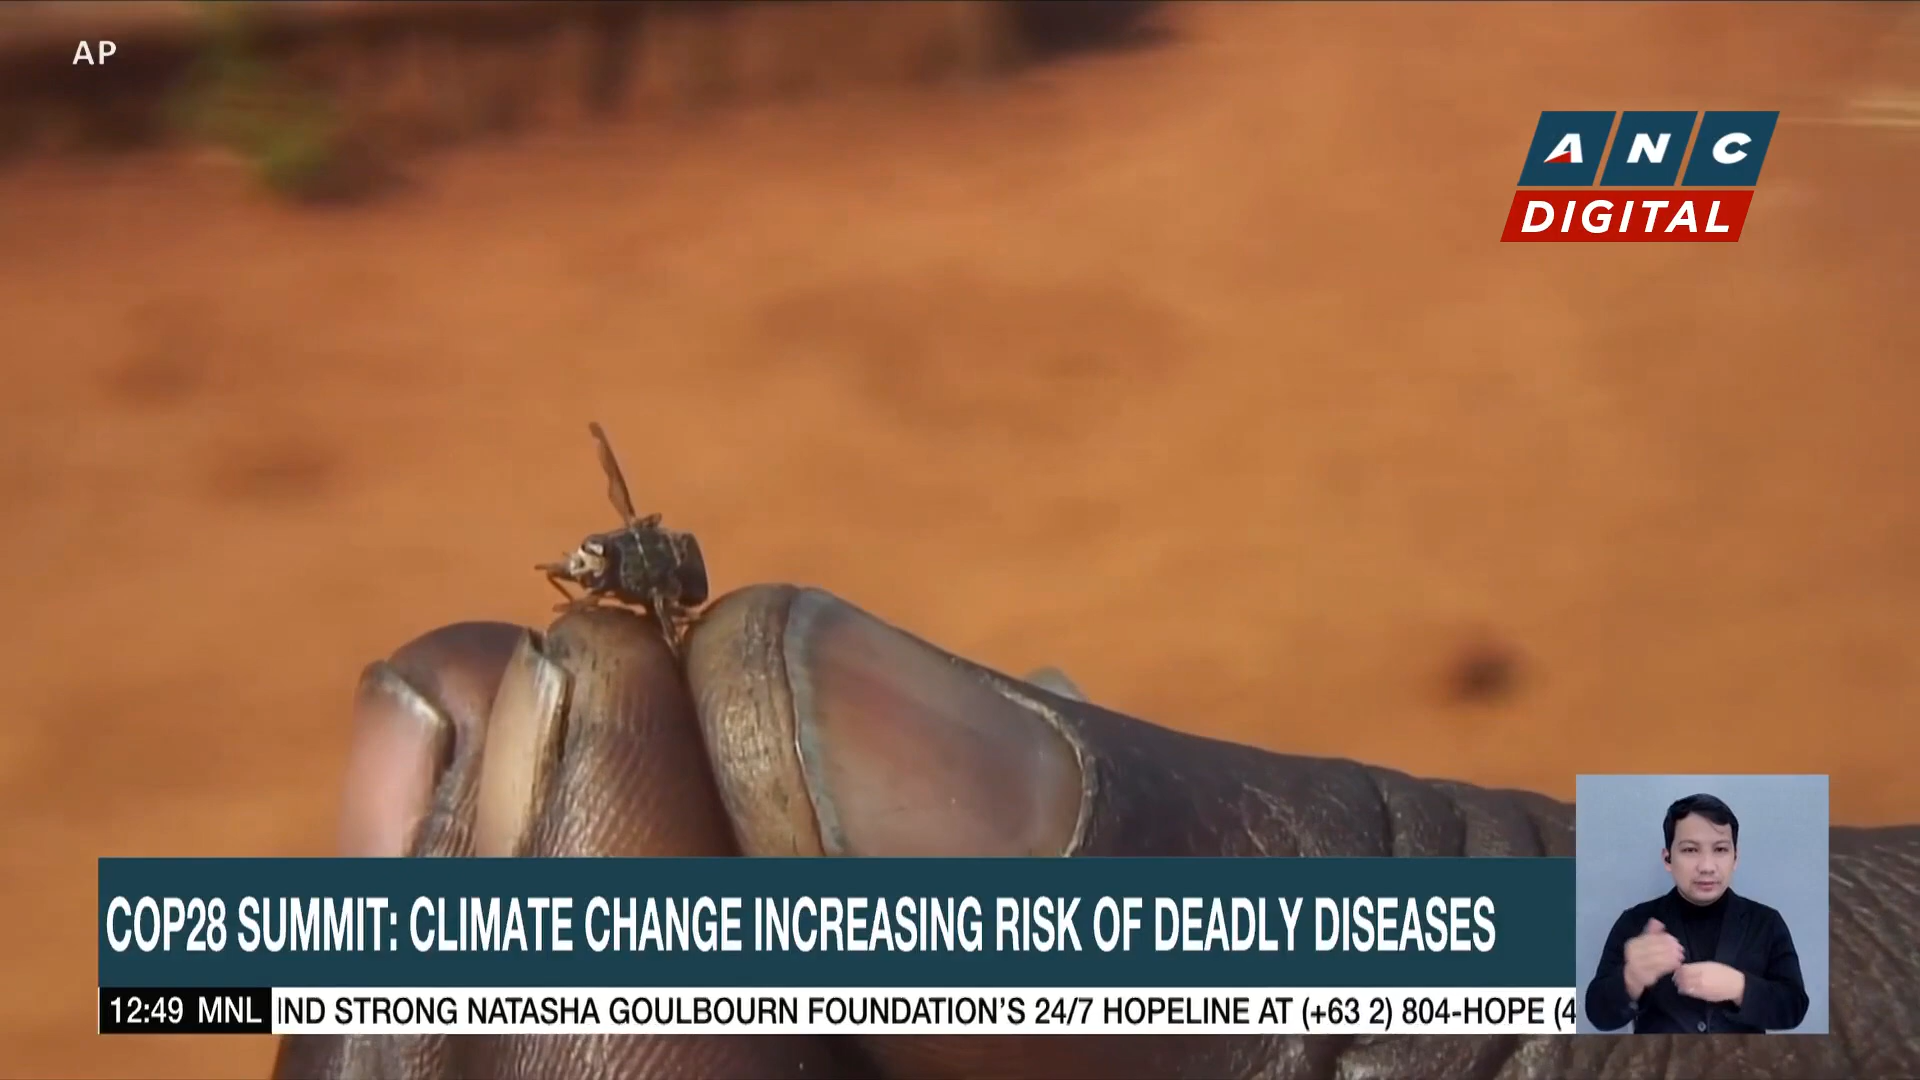 AP
ANC
DIGITAL
COP28 SUMMIT: CLIMATE CHANGE INCREASING RISK OF DEADLY DISEASES
12:49 MNL
STRONG NATASHA GOULBOURN FOUNDATION'S 24/7 HOPELINE AT (+63 2) 804-HOPE (4